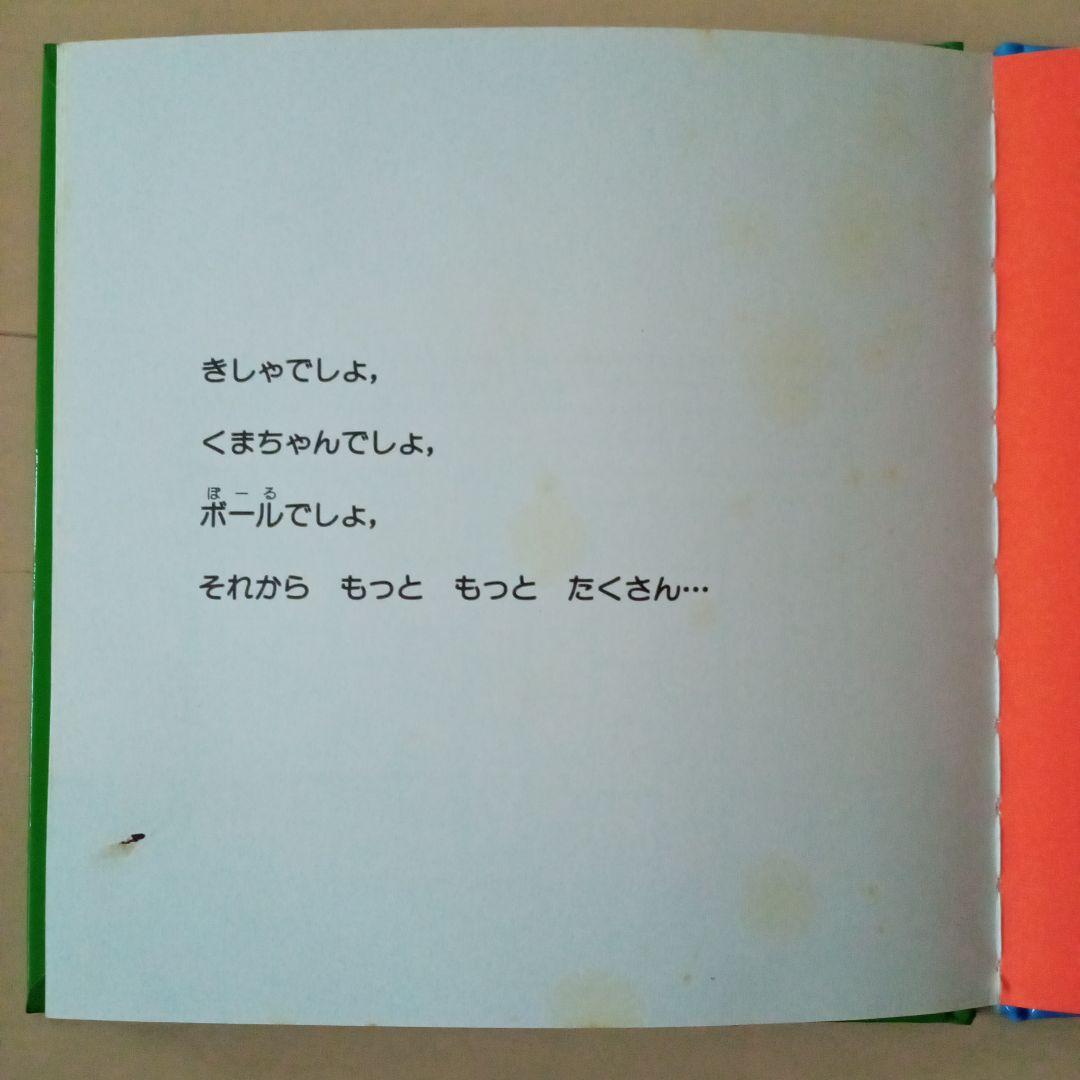 きしゃでしょ,
くまちゃんでしょ,
ぼーる
ボールでしょ,
それから　もっと　もっと　たくさん…